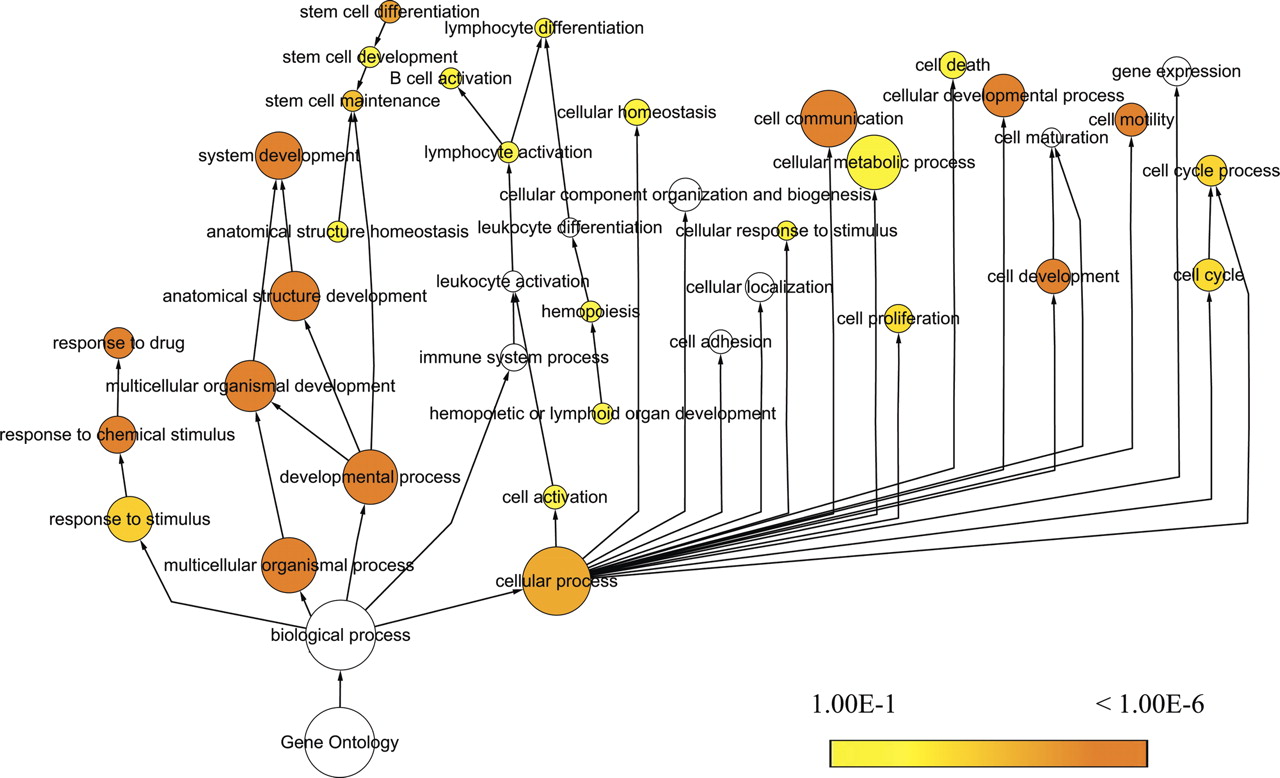 stem cell differentiation
lymphocyte differentiation
stem cell development
cell death
gene expression
B cell activation
cellular developmental process
stem cell maintenance
cellular homeostasis
cell communication
cell motility
cell maturation
system development
lymphocyte activation
cellular metabolic process
cell cycle process
cellular component organization and biogenesis
anatomical structure homeostasis
leukocyte differentiation
cellular response to stimulus
leukocyte activation
cellular localization
cell development
cell cycle
anatomical structure development
hemopoiesis
cell proliferation
response to drug
cell adhesion
immune system process
multicellular organismal development
hemopoietic or lymphoid organ development
response to chemical stimulus
developmental process
cell activation
response to stimulus
multicellular organismal process
cellular process
biological process
1.00E-1
< 1.00E-6
Gene Ontology